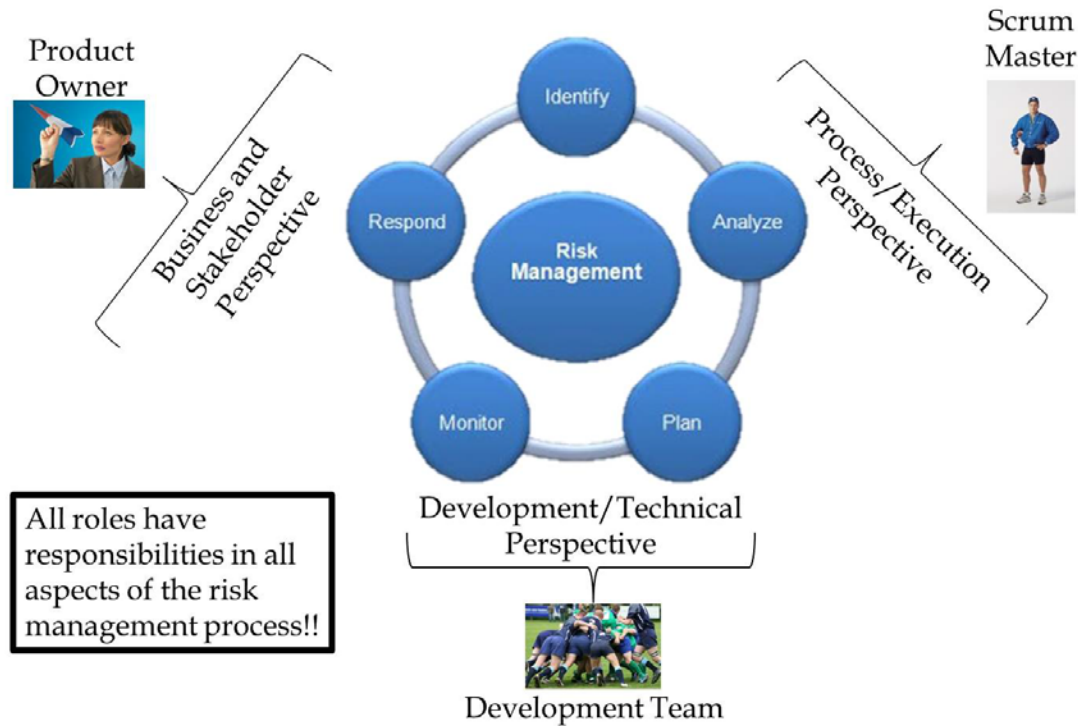 Product
Owner
Scrum
Master
Business and
Stakeholder
Perspective
Process/Execution
Perspective
Identify
Respond
Analyze
Risk
Management
Monitor
Plan
Development/Technical
Perspective
All roles have
responsibilities in all
aspects of the risk
management process!!
Development Team